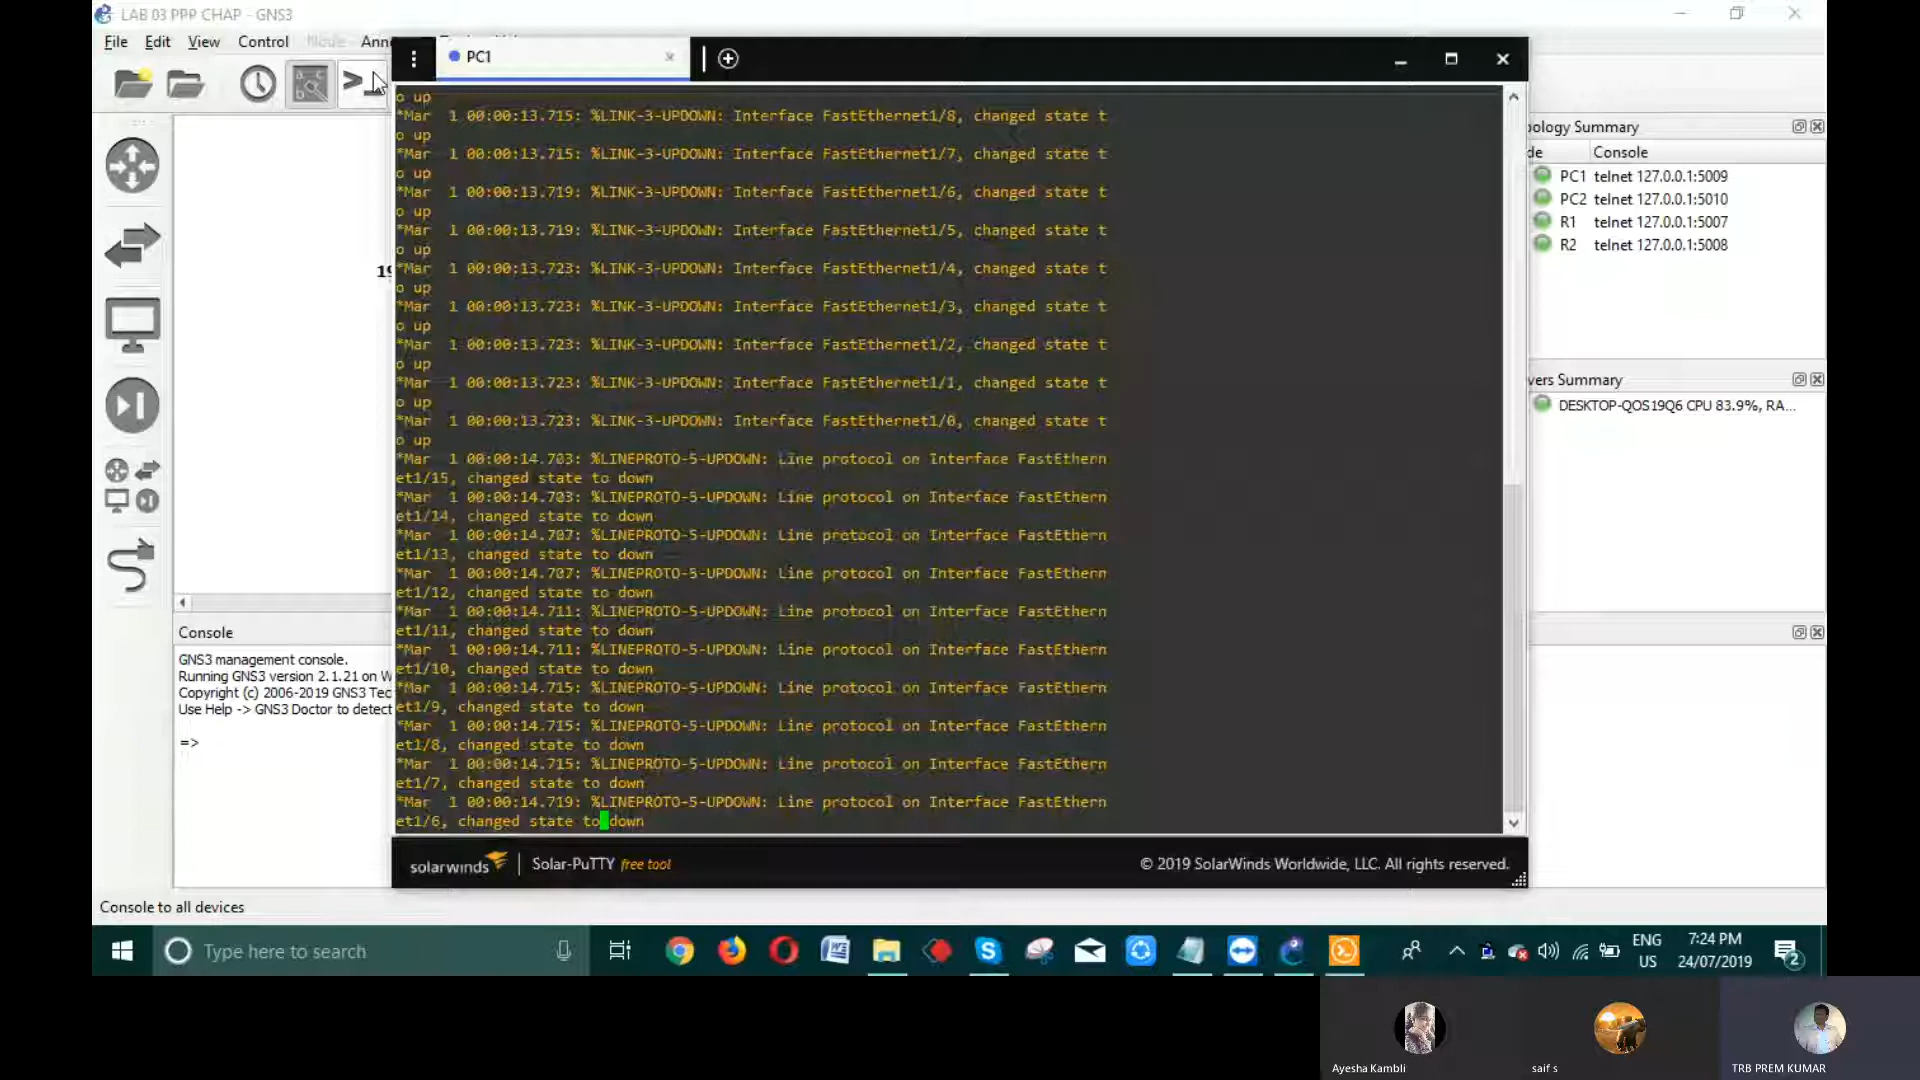 LAB 03 PPP CHAP - GNS3
File Edit View Control Node Ann
PC1
o up
*Mar  1 00:00:13.715: %LINK-3-UPDOWN: Interface FastEthernet1/8, changed state t
o up
*Mar  1 00:00:13.715: %LINK-3-UPDOWN: Interface FastEthernet1/7, changed state t
o up
*Mar  1 00:00:13.719: %LINK-3-UPDOWN: Interface FastEthernet1/6, changed state t
o up
*Mar  1 00:00:13.719: %LINK-3-UPDOWN: Interface FastEthernet1/5, changed state t
o up
*Mar  1 00:00:13.723: %LINK-3-UPDOWN: Interface FastEthernet1/4, changed state t
o up
*Mar  1 00:00:13.723: %LINK-3-UPDOWN: Interface FastEthernet1/3, changed state t
o up
*Mar  1 00:00:13.723: %LINK-3-UPDOWN: Interface FastEthernet1/2, changed state t
o up
*Mar  1 00:00:13.723: %LINK-3-UPDOWN: Interface FastEthernet1/1, changed state t
o up
*Mar  1 00:00:13.723: %LINK-3-UPDOWN: Interface FastEthernet1/0, changed state t
o up
*Mar  1 00:00:14.703: %LINEPROTO-5-UPDOWN: Line protocol on Interface FastEthern
et1/15, changed state to down
*Mar  1 00:00:14.703: %LINEPROTO-5-UPDOWN: Line protocol on Interface FastEthern
et1/14, changed state to down
*Mar  1 00:00:14.707: %LINEPROTO-5-UPDOWN: Line protocol on Interface FastEthern
et1/13, changed state to down
*Mar  1 00:00:14.707: %LINEPROTO-5-UPDOWN: Line protocol on Interface FastEthern
et1/12, changed state to down
*Mar  1 00:00:14.711: %LINEPROTO-5-UPDOWN: Line protocol on Interface FastEthern
et1/11, changed state to down
*Mar  1 00:00:14.711: %LINEPROTO-5-UPDOWN: Line protocol on Interface FastEthern
et1/10, changed state to down
*Mar  1 00:00:14.715: %LINEPROTO-5-UPDOWN: Line protocol on Interface FastEthern
et1/9, changed state to down
*Mar  1 00:00:14.715: %LINEPROTO-5-UPDOWN: Line protocol on Interface FastEthern
et1/8, changed state to down
*Mar  1 00:00:14.715: %LINEPROTO-5-UPDOWN: Line protocol on Interface FastEthern
et1/7, changed state to down
*Mar  1 00:00:14.719: %LINEPROTO-5-UPDOWN: Line protocol on Interface FastEthern
et1/6, changed state to down
solarwinds | Solar-PuTTY free tool
© 2019 SolarWinds Worldwide, LLC. All rights reserved.
19
Console
GNS3 management console.
Running GNS3 version 2.1.21 on W
Copyright (c) 2006-2019 GNS3 Tec
Use Help -> GNS3 Doctor to detect
=>
Console to all devices
pology Summary
de Console
PC1 telnet 127.0.0.1:5009
PC2 telnet 127.0.0.1:5010
R1 telnet 127.0.0.1:5007
R2 telnet 127.0.0.1:5008
vers Summary
DESKTOP-QOS19Q6 CPU 83.9%, RA...
Type here to search
ENG
US
7:24 PM
24/07/2019
2
Ayesha Kambli
saif s
TRB PREM KUMAR